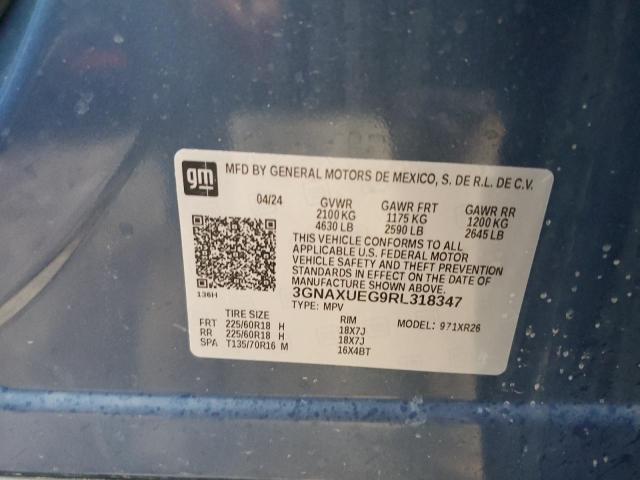 gm
MFD BY GENERAL MOTORS DE MEXICO, S. DE R.L. DE C.V.
04/24 GVWR GAWR FRT GAWR RR
2100 KG 1175 KG 1200 KG
4630 LB 2590 LB 2645 LB
THIS VEHICLE CONFORMS TO ALL
APPLICABLE U.S. FEDERAL MOTOR
VEHICLE SAFETY AND THEFT PREVENTION
STANDARDS IN EFFECT ON THE DATE OF
MANUFACTURE SHOWN ABOVE.
136H
3GNAXUEG9RL318347
TYPE: MPV
TIRE SIZE RIM MODEL: 971XR26
FRT 225/60R18 H 18X7J
RR 225/60R18 H 18X7J
SPA T135/70R16 M 16X4BT